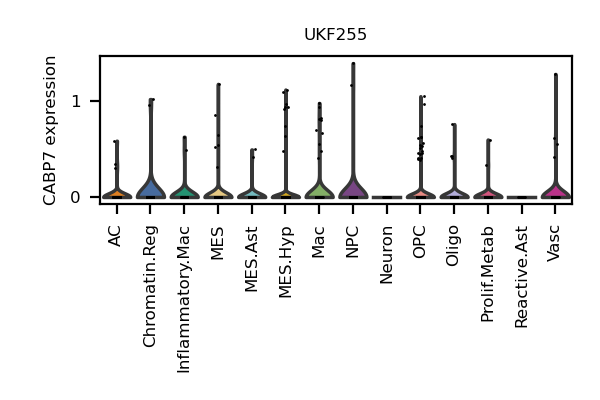 UKF255
CABP7 expression
1
0
AC
Chromatin.Reg
Inflammatory.Mac
MES
MES.Ast
MES.Hyp
Mac
NPC
Neuron
OPC
Oligo
Prolif.Metab
Reactive.Ast
Vasc